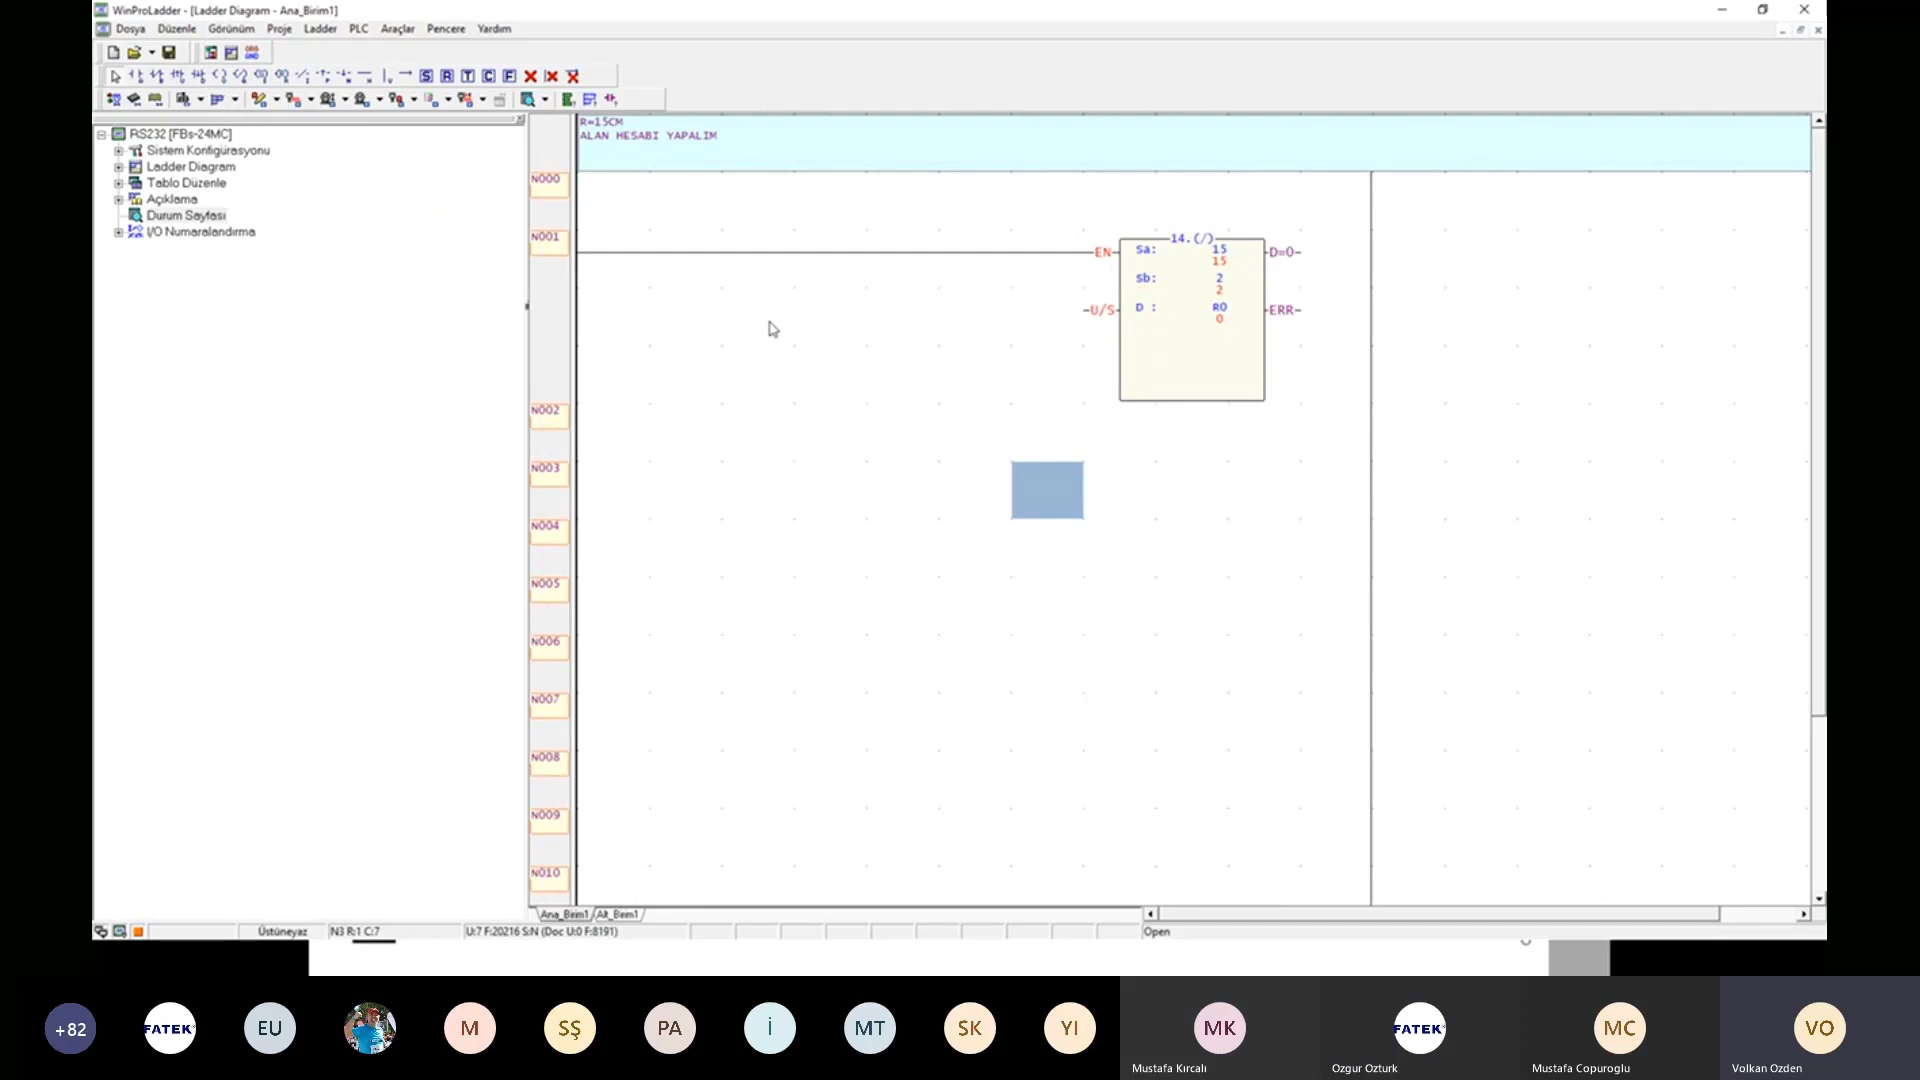 WinProLadder - [Ladder Diagram - Ana_Birim1]
Dosya Düzenle Görünüm Proje Ladder PLC Araçlar Pencere Yardım
S R T C F
RS232 [FBs-24MC]
Sistem Konfigürasyonu
Ladder Diagram
Tablo Düzenle
Açıklama
Durum Sayfası
I/O Numaralandırma
R=15CM
ALAN HESABI YAPALIM
N000
N001
EN
14.(/)
Sa: 15
15
Sb: 2
2
D : R0
0
D=0
U/S
ERR
N002
N003
N004
N005
N006
N007
N008
N009
N010
Ana_Birim1 Alt_Birim1
Üstüneyaz N3 R:1 C:7 U:7 F:20216 S:N (Doc U:0 F:8191) Open
+82 FATEK EU M SŞ PA İ MT SK YI MK FATEK MC VO
Mustafa Kırcalı Ozgur Ozturk Mustafa Copuroglu Volkan Ozden